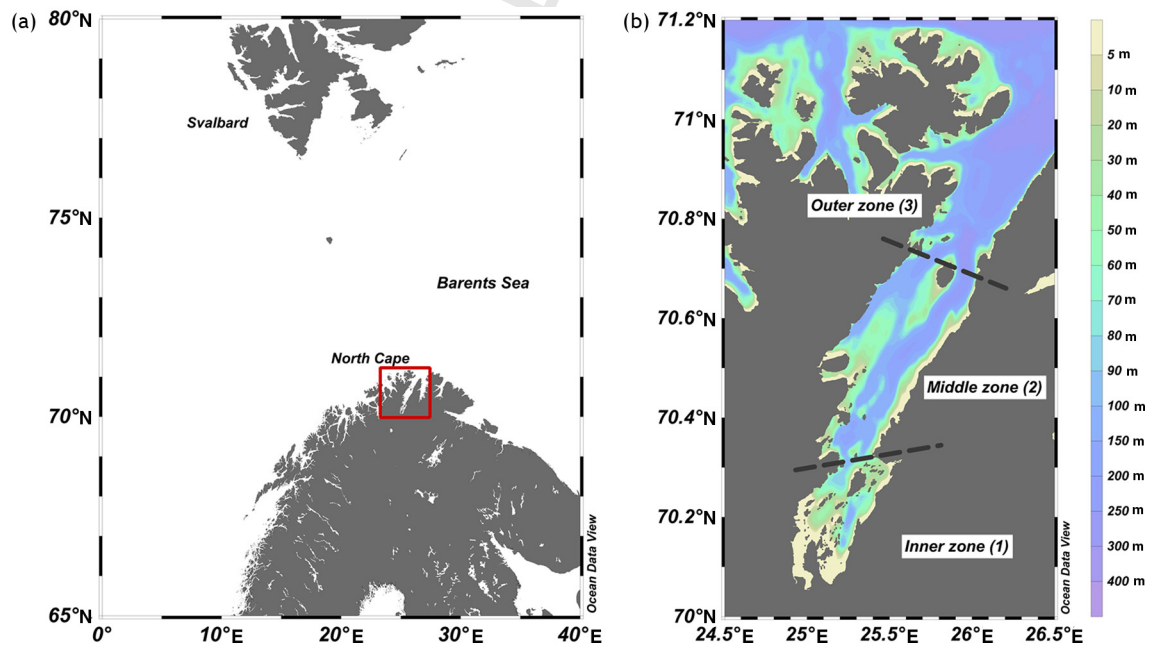 (a)
80°N
75°N
70°N
65°N
0°
10°E
20°E
30°E
40°E
Svalbard
Barents Sea
North Cape
Ocean Data View
(b)
71.2°N
71°N
70.8°N
70.6°N
70.4°N
70.2°N
70°N
24.5°E
25°E
25.5°E
26°E
26.5°E
Outer zone (3)
Middle zone (2)
Inner zone (1)
Ocean Data View
5 m
10 m
20 m
30 m
40 m
50 m
60 m
70 m
80 m
90 m
100 m
150 m
200 m
250 m
300 m
400 m